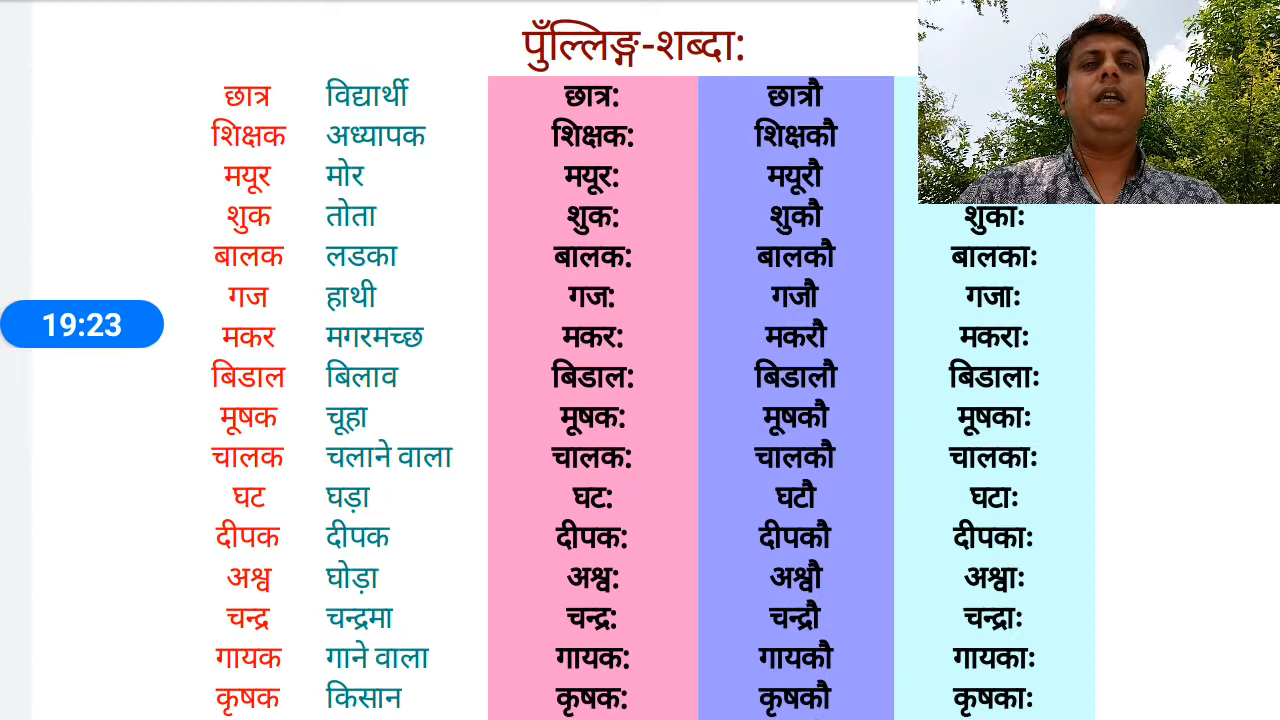 पुँल्लिङ्ग-शब्दा:
छात्र विद्यार्थी छात्र: छात्रौ
शिक्षक अध्यापक शिक्षक: शिक्षकौ
मयूर मोर मयूर: मयूरौ
शुक तोता शुक: शुकौ शुकाः
बालक लडका बालक: बालकौ बालकाः
गज हाथी गज: गजौ गजाः
19:23
मकर मगरमच्छ मकर: मकरौ मकराः
बिडाल बिलाव बिडाल: बिडालौ बिडालाः
मूषक चूहा मूषक: मूषकौ मूषकाः
चालक चलाने वाला चालक: चालकौ चालकाः
घट घड़ा घट: घटौ घटाः
दीपक दीपक दीपक: दीपकौ दीपकाः
अश्व घोड़ा अश्व: अश्वौ अश्वाः
चन्द्र चन्द्रमा चन्द्र: चन्द्रौ चन्द्राः
गायक गाने वाला गायक: गायकौ गायकाः
कृषक किसान कृषक: कृषकौ कृषकाः